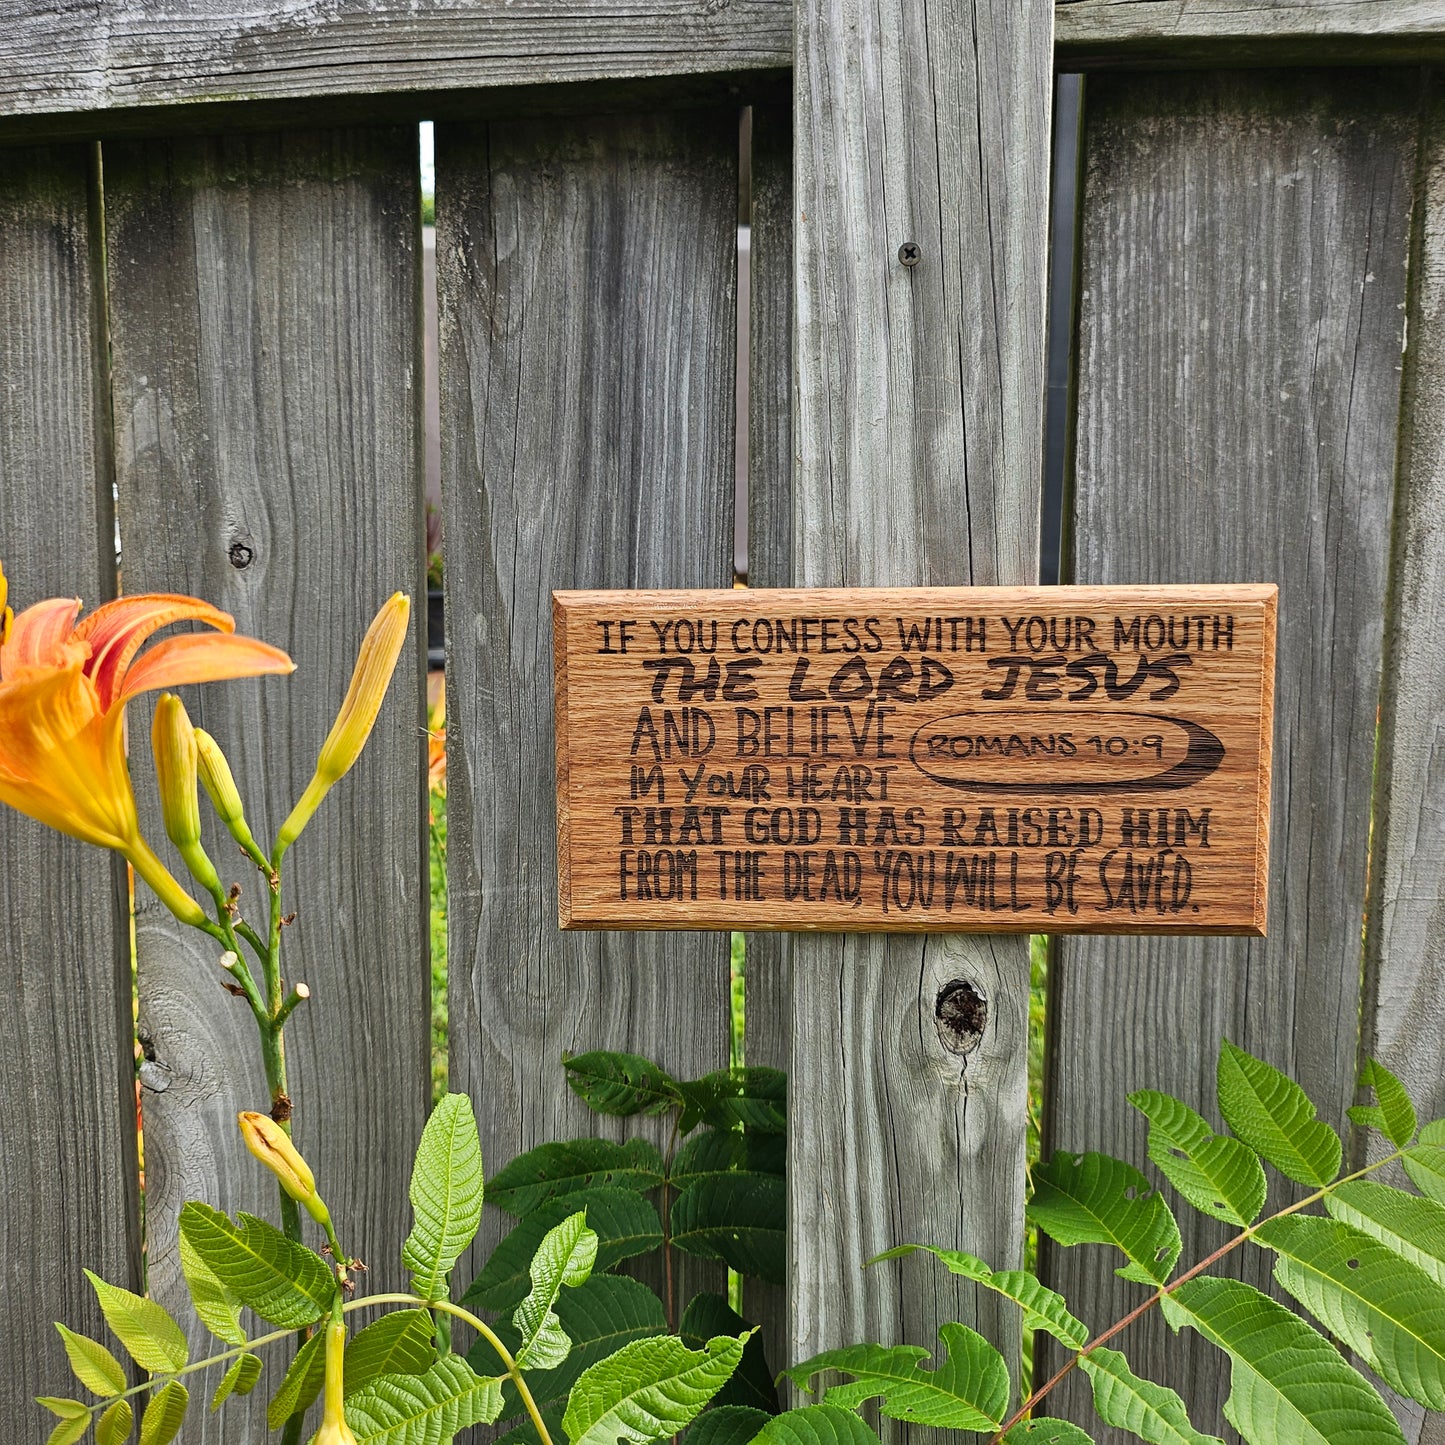 IF YOU CONFESS WITH YOUR MOUTH
THE LORD JESUS
AND BELIEVE
ROMANS 10:9
IN YOUR HEART
THAT GOD HAS RAISED HIM
FROM THE DEAD, YOU WILL BE SAVED.